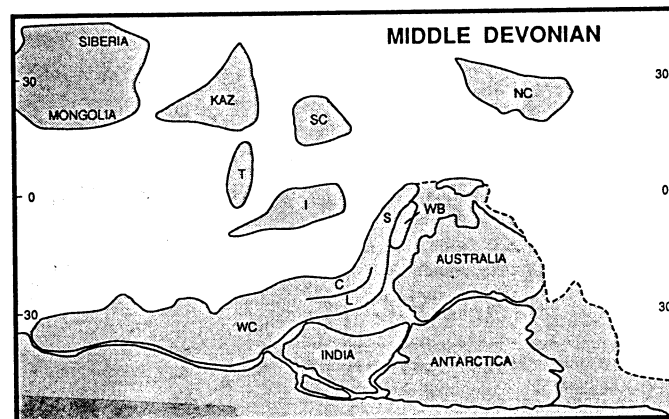 MIDDLE DEVONIAN
SIBERIA
30
30
KAZ
NC
MONGOLIA
SC
T
0
0
I
S
WB
AUSTRALIA
C
L
30
30
WC
INDIA
ANTARCTICA